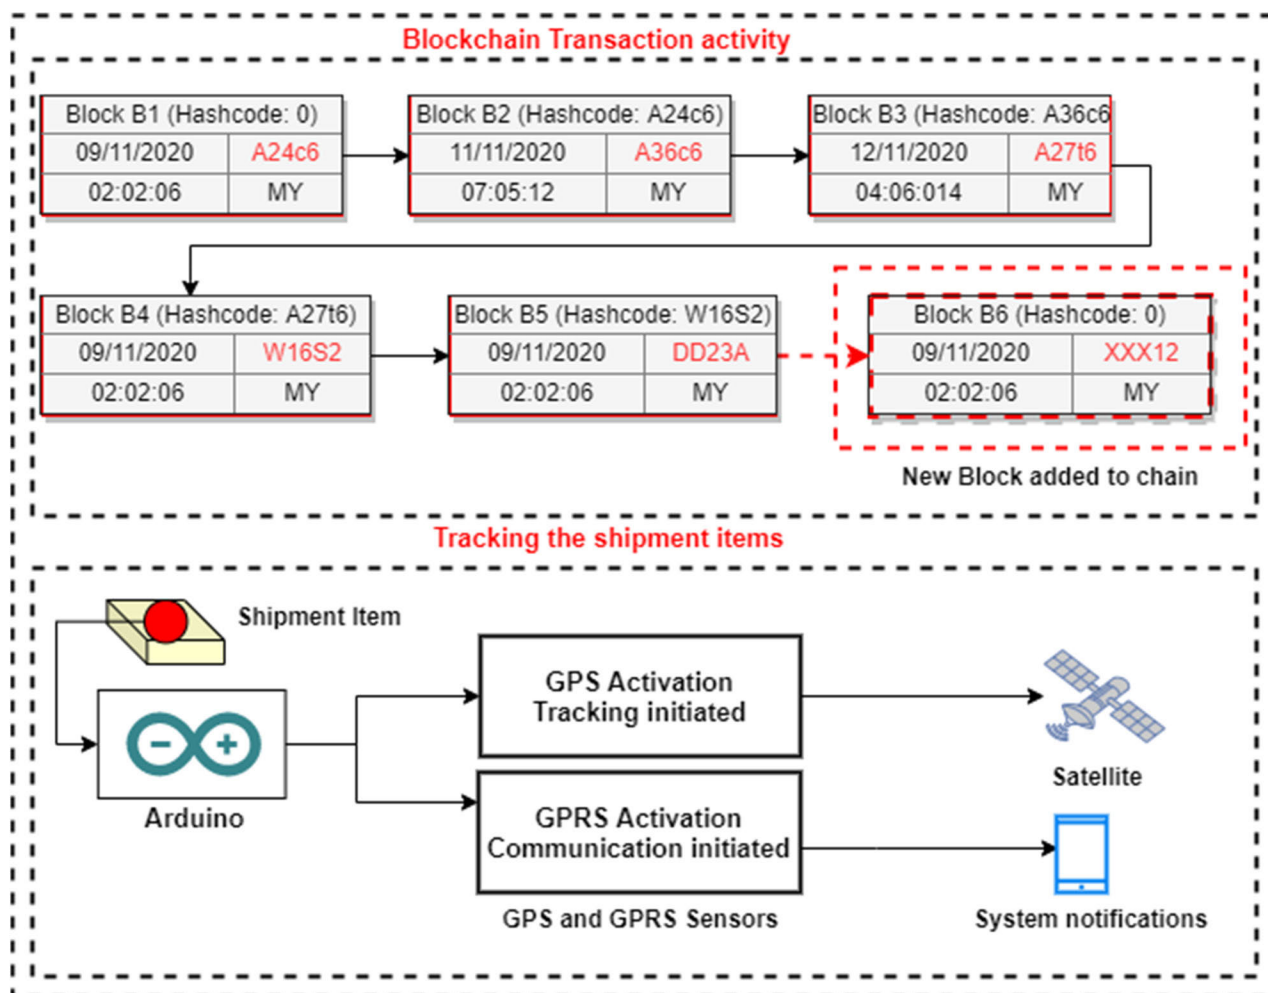 Blockchain Transaction activity
Block B1 (Hashcode: 0)
09/11/2020 A24c6
02:02:06 MY
Block B2 (Hashcode: A24c6)
11/11/2020 A36c6
07:05:12 MY
Block B3 (Hashcode: A36c6
12/11/2020 A27t6
04:06:014 MY
Block B4 (Hashcode: A27t6)
09/11/2020 W16S2
02:02:06 MY
Block B5 (Hashcode: W16S2)
09/11/2020 DD23A
02:02:06 MY
Block B6 (Hashcode: 0)
09/11/2020 XXX12
02:02:06 MY
New Block added to chain
Tracking the shipment items
Shipment Item
Arduino
GPS Activation
Tracking initiated
GPRS Activation
Communication initiated
GPS and GPRS Sensors
Satellite
System notifications